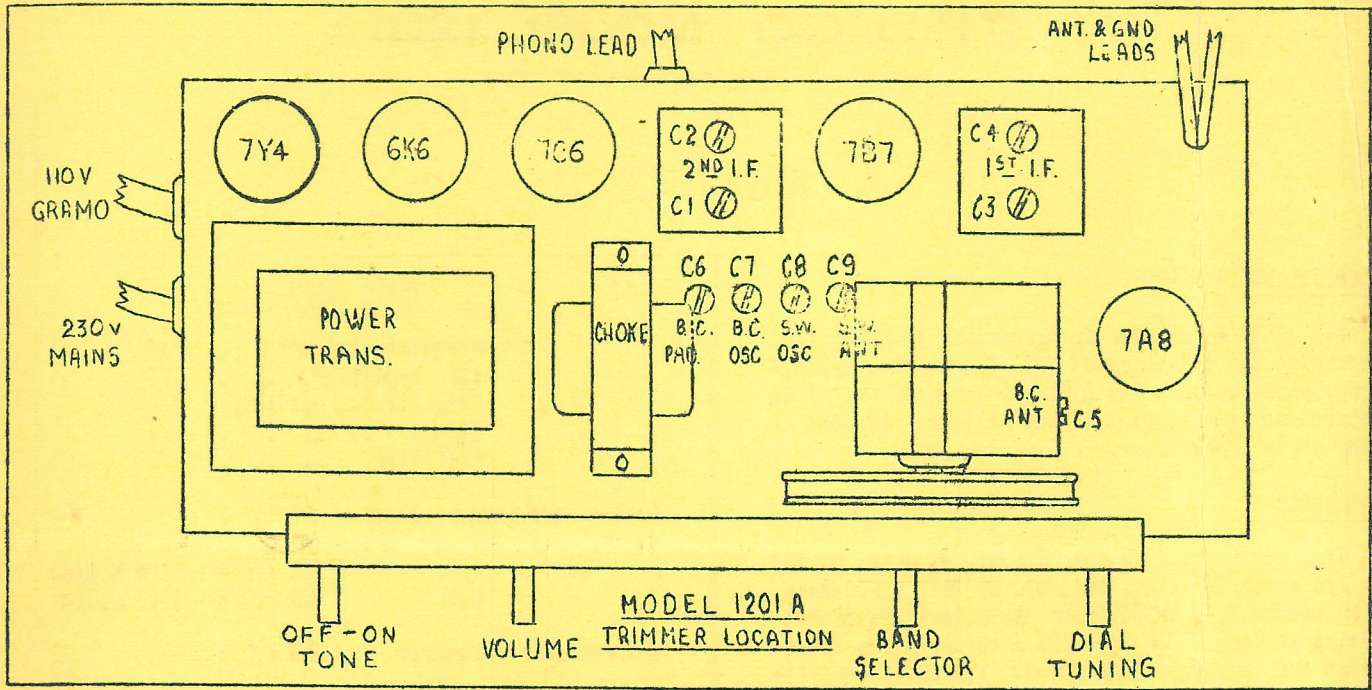 PHONO LEAD
ANT. & GND
LEADS
7Y4
6K6
7C6
C2
2ND I.F.
C1
7B7
C4
1ST I.F.
C3
110V
GRAMO
230V
MAINS
POWER
TRANS.
CHOKE
C6 C7 C8 C9
B.C. B.C. S.W. S.W.
PAD. OSC OSC ANT
7A8
B.C.
ANT
C5
MODEL 1201A
TRIMMER LOCATION
OFF-ON
TONE
VOLUME
BAND
SELECTOR
DIAL
TUNING